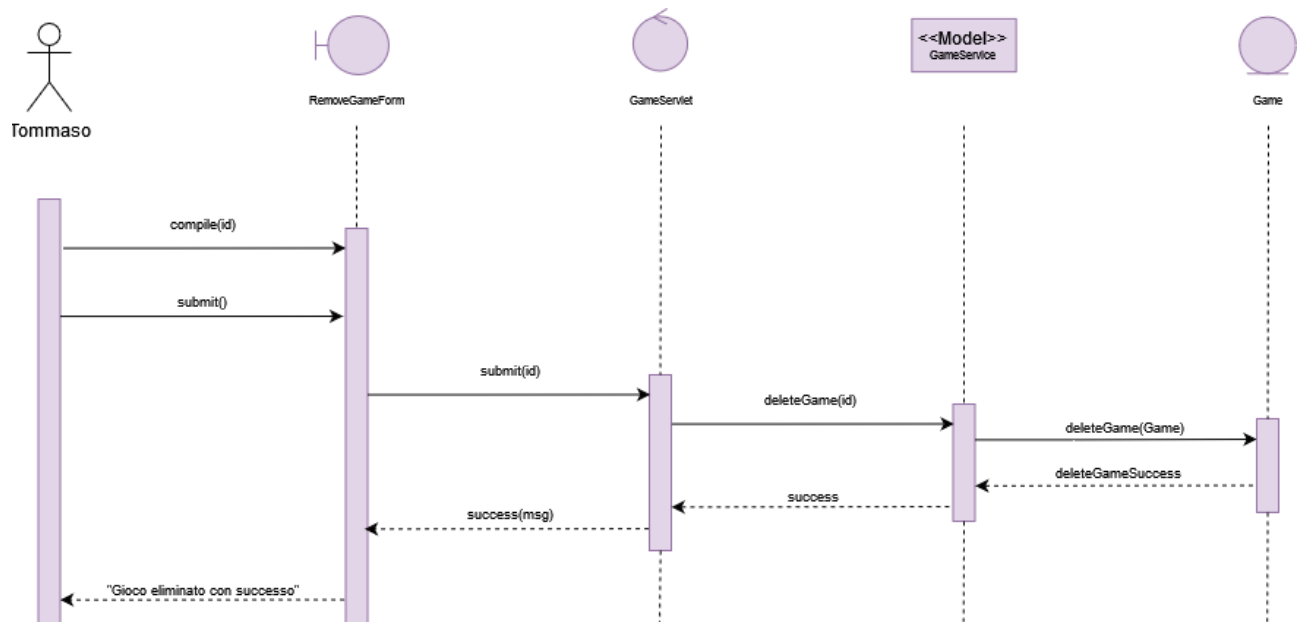 <<Model>>
GameService
RemoveGameForm
GameServlet
Game
Tommaso
compile(id)
submit()
submit(id)
deleteGame(id)
deleteGame(Game)
deleteGameSuccess
success
success(msg)
"Gioco eliminato con successo"